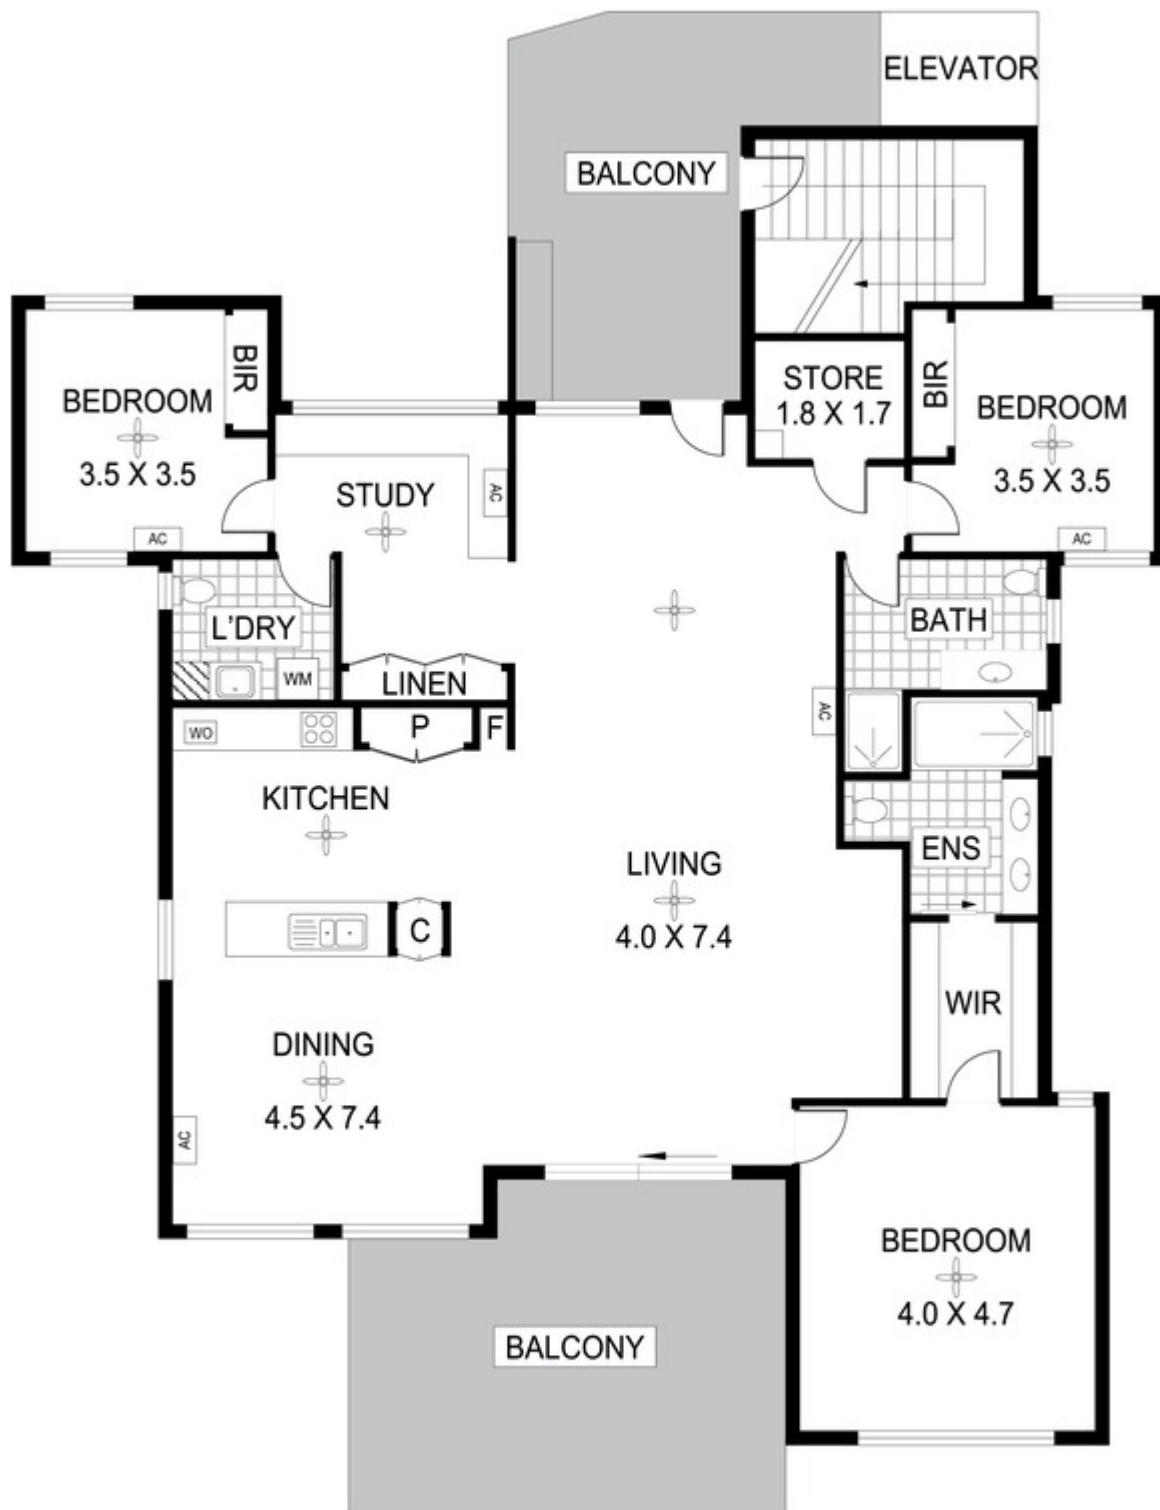 ELEVATOR
BALCONY
BEDROOM
3.5 X 3.5
BIR
AC
STUDY
AC
STORE
1.8 X 1.7
BIR
BEDROOM
3.5 X 3.5
AC
L'DRY
WM
LINEN
BATH
AC
WO
P
F
KITCHEN
C
LIVING
4.0 X 7.4
ENS
WIR
DINING
4.5 X 7.4
AC
BEDROOM
4.0 X 4.7
BALCONY